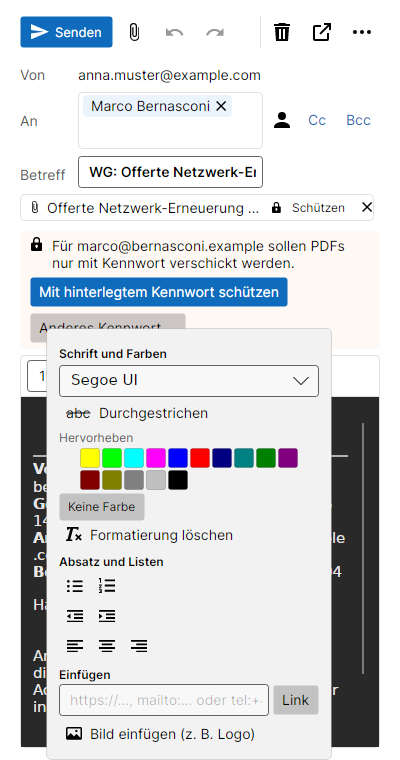 Senden
Von anna.muster@example.com
An Marco Bernasconi Cc Bcc
Betreff WG: Offerte Netzwerk-Er
Offerte Netzwerk-Erneuerung ... Schützen
Für marco@bernasconi.example sollen PDFs
nur mit Kennwort verschickt werden.
Mit hinterlegtem Kennwort schützen
Anderes Kennwort
Schrift und Farben
Segoe UI
abc Durchgestrichen
Hervorheben
Keine Farbe
Formatierung löschen
Absatz und Listen
Einfügen
https://..., mailto:... oder tel:+ Link
Bild einfügen (z. B. Logo)